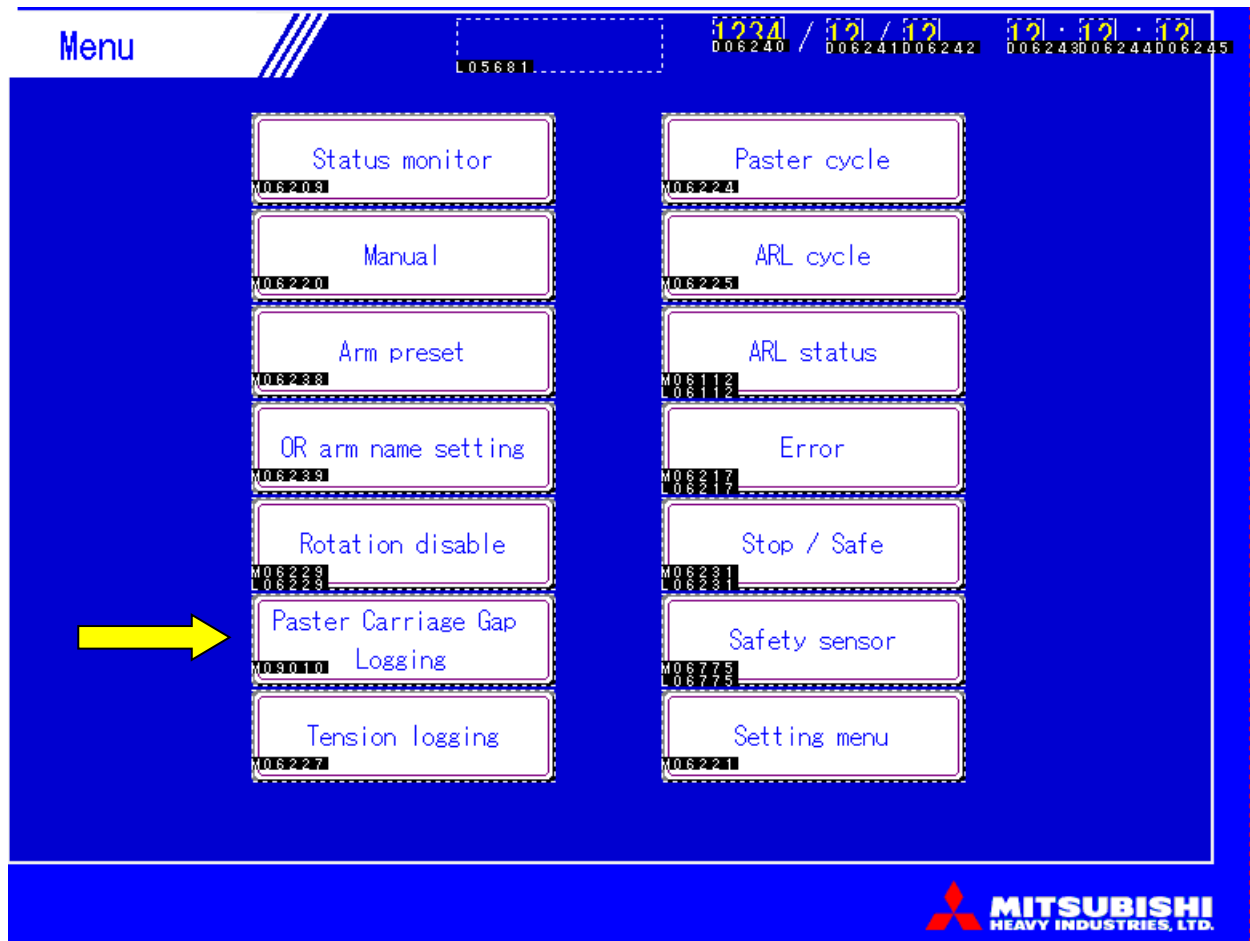 Menu
L05681
1234 / 12 / 12 12 : 12 : 12
D06240 D06241 D06242 D06243 D06244 D06245
Status monitor
M06209
Manual
M06220
Arm preset
M06238
OR arm name setting
M06239
Rotation disable
M06229
L06229
Paster Carriage Gap
Logging
M09010
Tension logging
M06227
Paster cycle
M06224
ARL cycle
M06225
ARL status
M06112
L06112
Error
M06217
L06217
Stop / Safe
M06231
L06231
Safety sensor
M06775
L06775
Setting menu
M06221
MITSUBISHI
HEAVY INDUSTRIES, LTD.